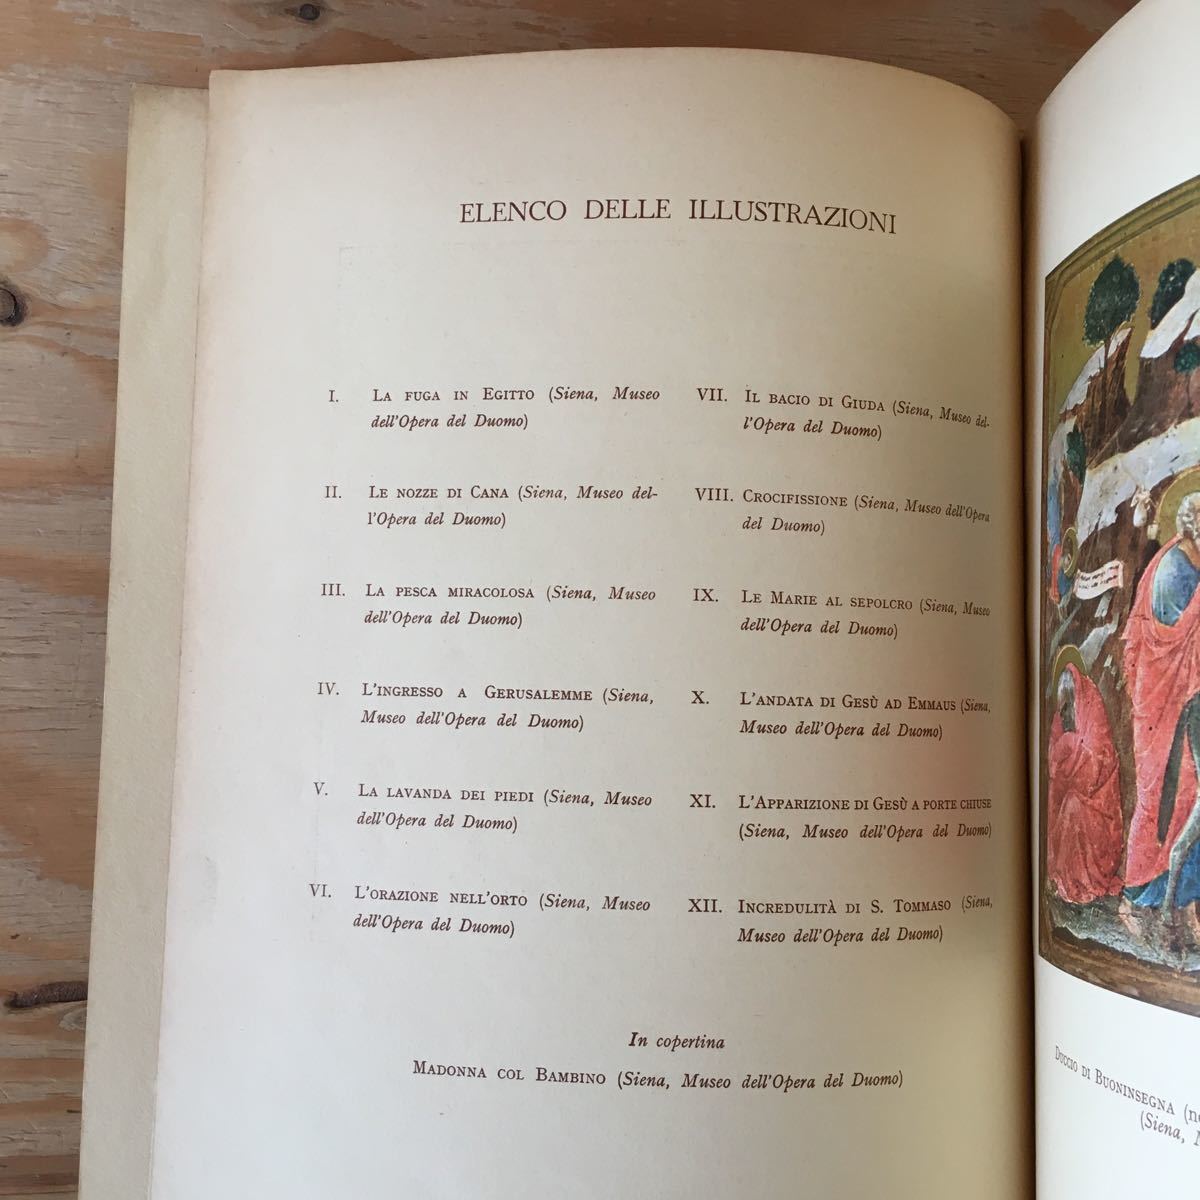 ELENCO DELLE ILLUSTRAZIONI
I. La fuga in Egitto (Siena, Museo
dell'Opera del Duomo)
II. Le nozze di Cana (Siena, Museo del-
l'Opera del Duomo)
III. La pesca miracolosa (Siena, Museo
dell'Opera del Duomo)
IV. L'ingresso a Gerusalemme (Siena,
Museo dell'Opera del Duomo)
V. La lavanda dei piedi (Siena, Museo
dell'Opera del Duomo)
VI. L'orazione nell'orto (Siena, Museo
dell'Opera del Duomo)
VII. Il bacio di Giuda (Siena, Museo del-
l'Opera del Duomo)
VIII. Crocifissione (Siena, Museo dell'Opera
del Duomo)
IX. Le Marie al sepolcro (Siena, Museo
dell'Opera del Duomo)
X. L'andata di Gesù ad Emmaus (Siena,
Museo dell'Opera del Duomo)
XI. L'Apparizione di Gesù a porte chiuse
(Siena, Museo dell'Opera del Duomo)
XII. Incredulità di S. Tommaso (Siena,
Museo dell'Opera del Duomo)
In copertina
Madonna col Bambino (Siena, Museo dell'Opera del Duomo)
Duccio di Buoninsegna
(Siena,